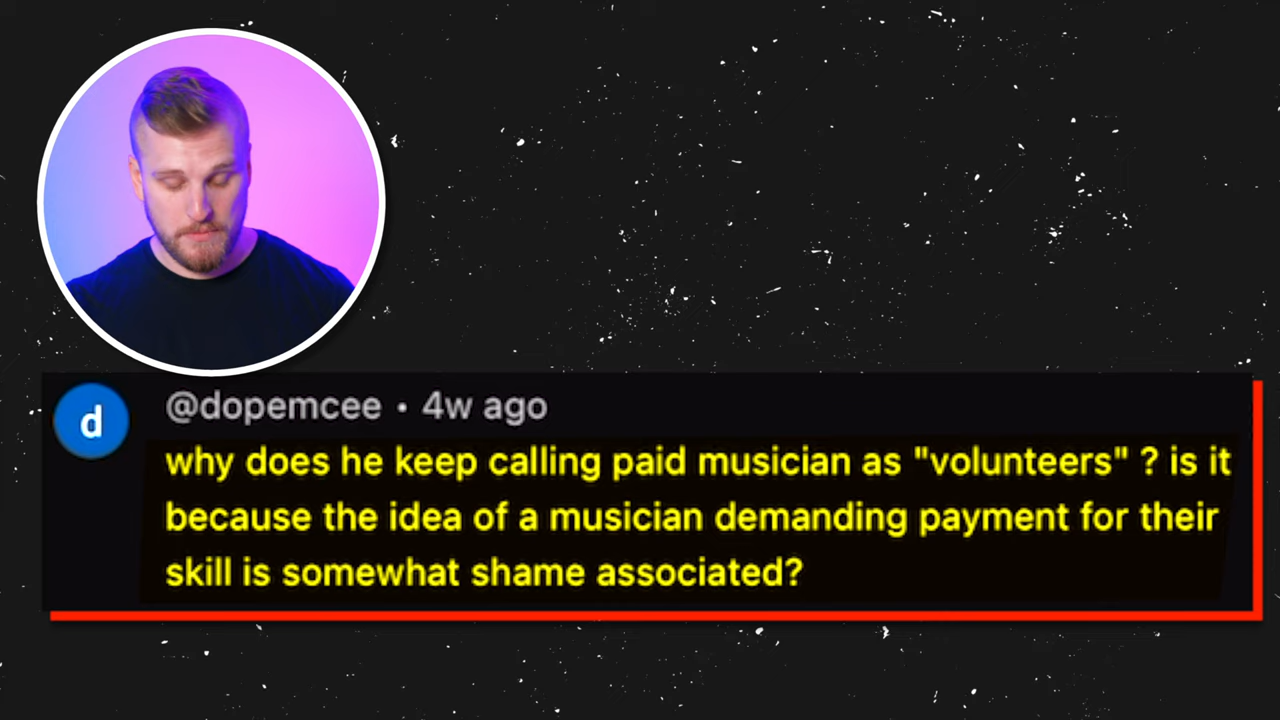 d
@dopemcee • 4w ago
why does he keep calling paid musician as "volunteers" ? is it
because the idea of a musician demanding payment for their
skill is somewhat shame associated?